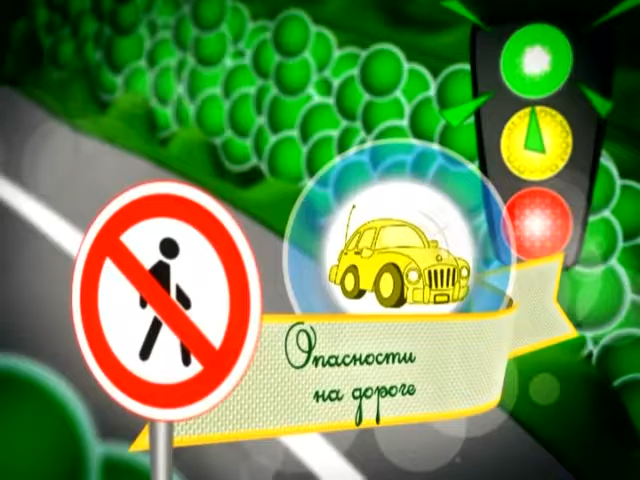 Опасности
на дороге